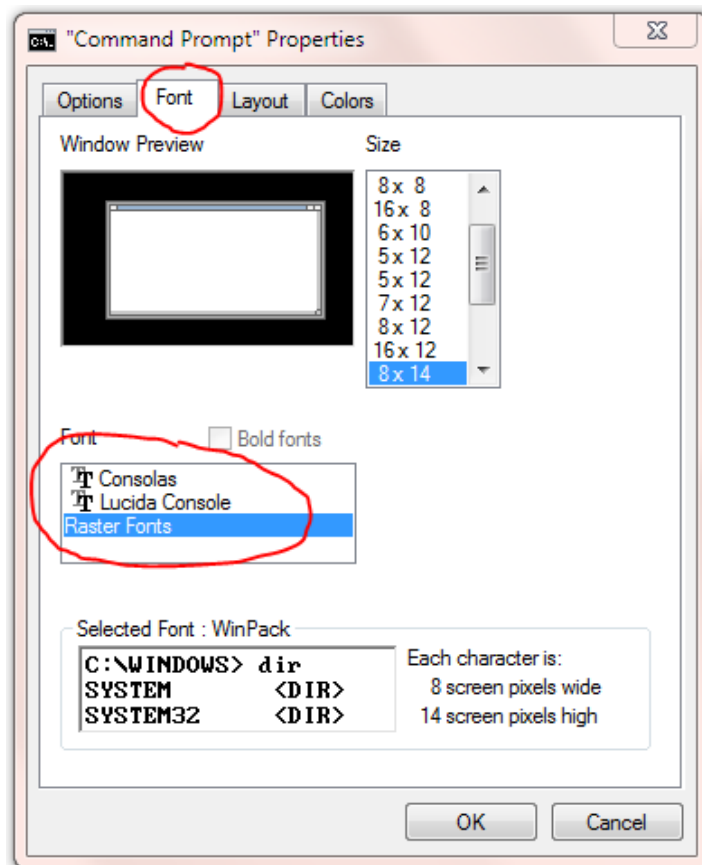 C:\. "Command Prompt" Properties
Options Font Layout Colors
Window Preview
Size
8 x 8
16 x 8
6 x 10
5 x 12
5 x 12
7 x 12
8 x 12
16 x 12
8 x 14
Font
Bold fonts
Consolas
Lucida Console
Raster Fonts
Selected Font : WinPack
C:\WINDOWS> dir
SYSTEM <DIR>
SYSTEM32 <DIR>
Each character is:
8 screen pixels wide
14 screen pixels high
OK Cancel